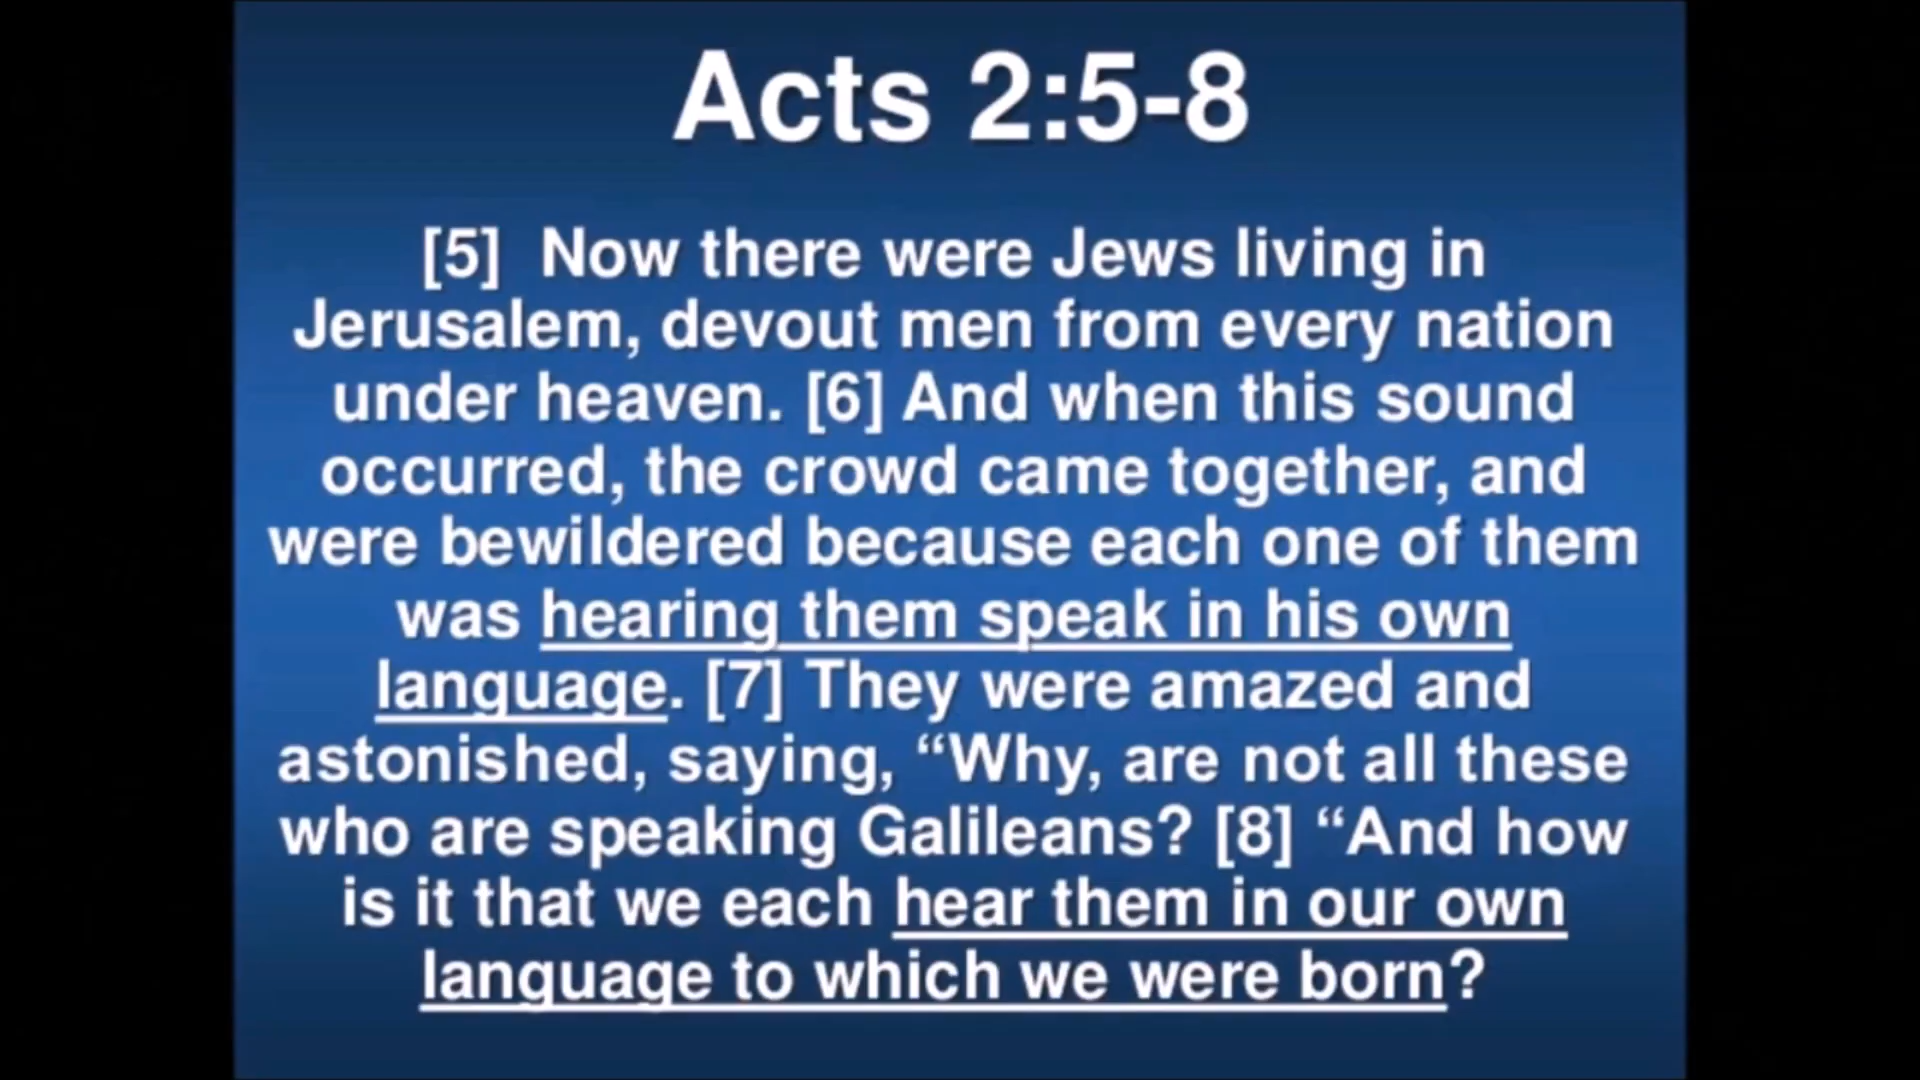 Acts 2:5-8
[5]  Now there were Jews living in
Jerusalem, devout men from every nation
under heaven. [6] And when this sound
occurred, the crowd came together, and
were bewildered because each one of them
was hearing them speak in his own
language. [7] They were amazed and
astonished, saying, “Why, are not all these
who are speaking Galileans? [8] “And how
is it that we each hear them in our own
language to which we were born?